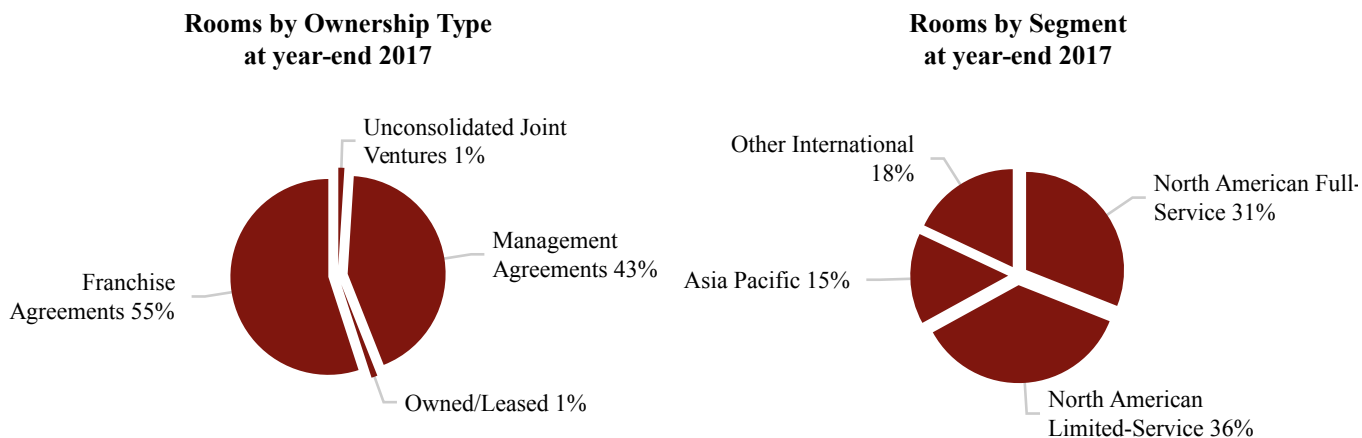 Rooms by Ownership Type
at year-end 2017
Unconsolidated Joint
Ventures 1%
Management
Agreements 43%
Franchise
Agreements 55%
Owned/Leased 1%
Rooms by Segment
at year-end 2017
Other International
18%
North American Full-
Service 31%
Asia Pacific 15%
North American
Limited-Service 36%